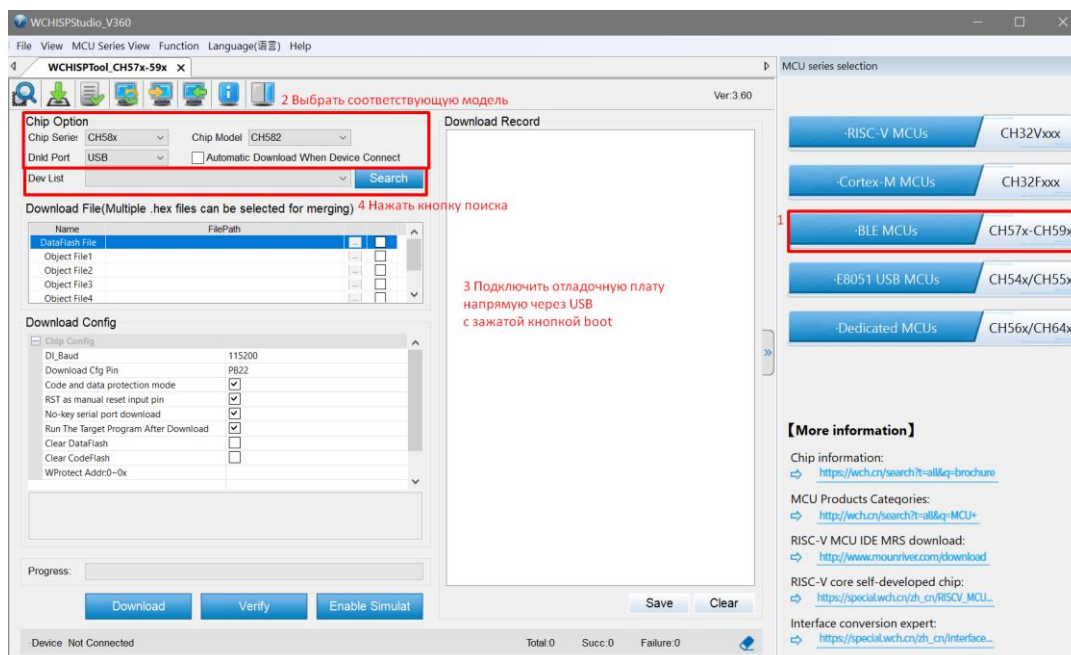 WCHISPStudio_V360
File View MCU Series View Function Language(语言) Help
WCHISPTool_CH57x-59x X
MCU series selection
2 Выбрать соответствующую модель
Ver:3.60
Chip Option
Chip Series CH58x Chip Model CH582
Dnld Port USB Automatic Download When Device Connect
Dev List Search
Download File(Multiple .hex files can be selected for merging)
4 Нажать кнопку поиска
Name FilePath
DataFlash File ...
Object File1 ...
Object File2 ...
Object File3 ...
Object File4 ...
Download Config
Chip Config
DI_Baud 115200
Download Cfg Pin PB22
Code and data protection mode
RST as manual reset input pin
No-key serial port download
Run The Target Program After Download
Clear DataFlash
Clear CodeFlash
WProtect Addr:0~0x
Progress:
Download Verify Enable Simulat
·Device Not Connected
Download Record
3 Подключить отладочную плату
напрямую через USB
с зажатой кнопкой boot
Save Clear
Total:0 Succ:0 Failure:0
·RISC-V MCUs CH32Vxxx
·Cortex-M MCUs CH32Fxxx
1
·BLE MCUs CH57x-CH59x
·E8051 USB MCUs CH54x/CH55x
·Dedicated MCUs CH56x/CH64x
【More information】
Chip information:
https://wch.cn/search?t=all&q=brochure
MCU Products Categories:
http://wch.cn/search?t=all&q=MCU+
RISC-V MCU IDE MRS download:
http://www.mounriver.com/download
RISC-V core self-developed chip:
https://special.wch.cn/zh_cn/RISCV_MCU...
Interface conversion expert:
https://special.wch.cn/zh_cn/interface...